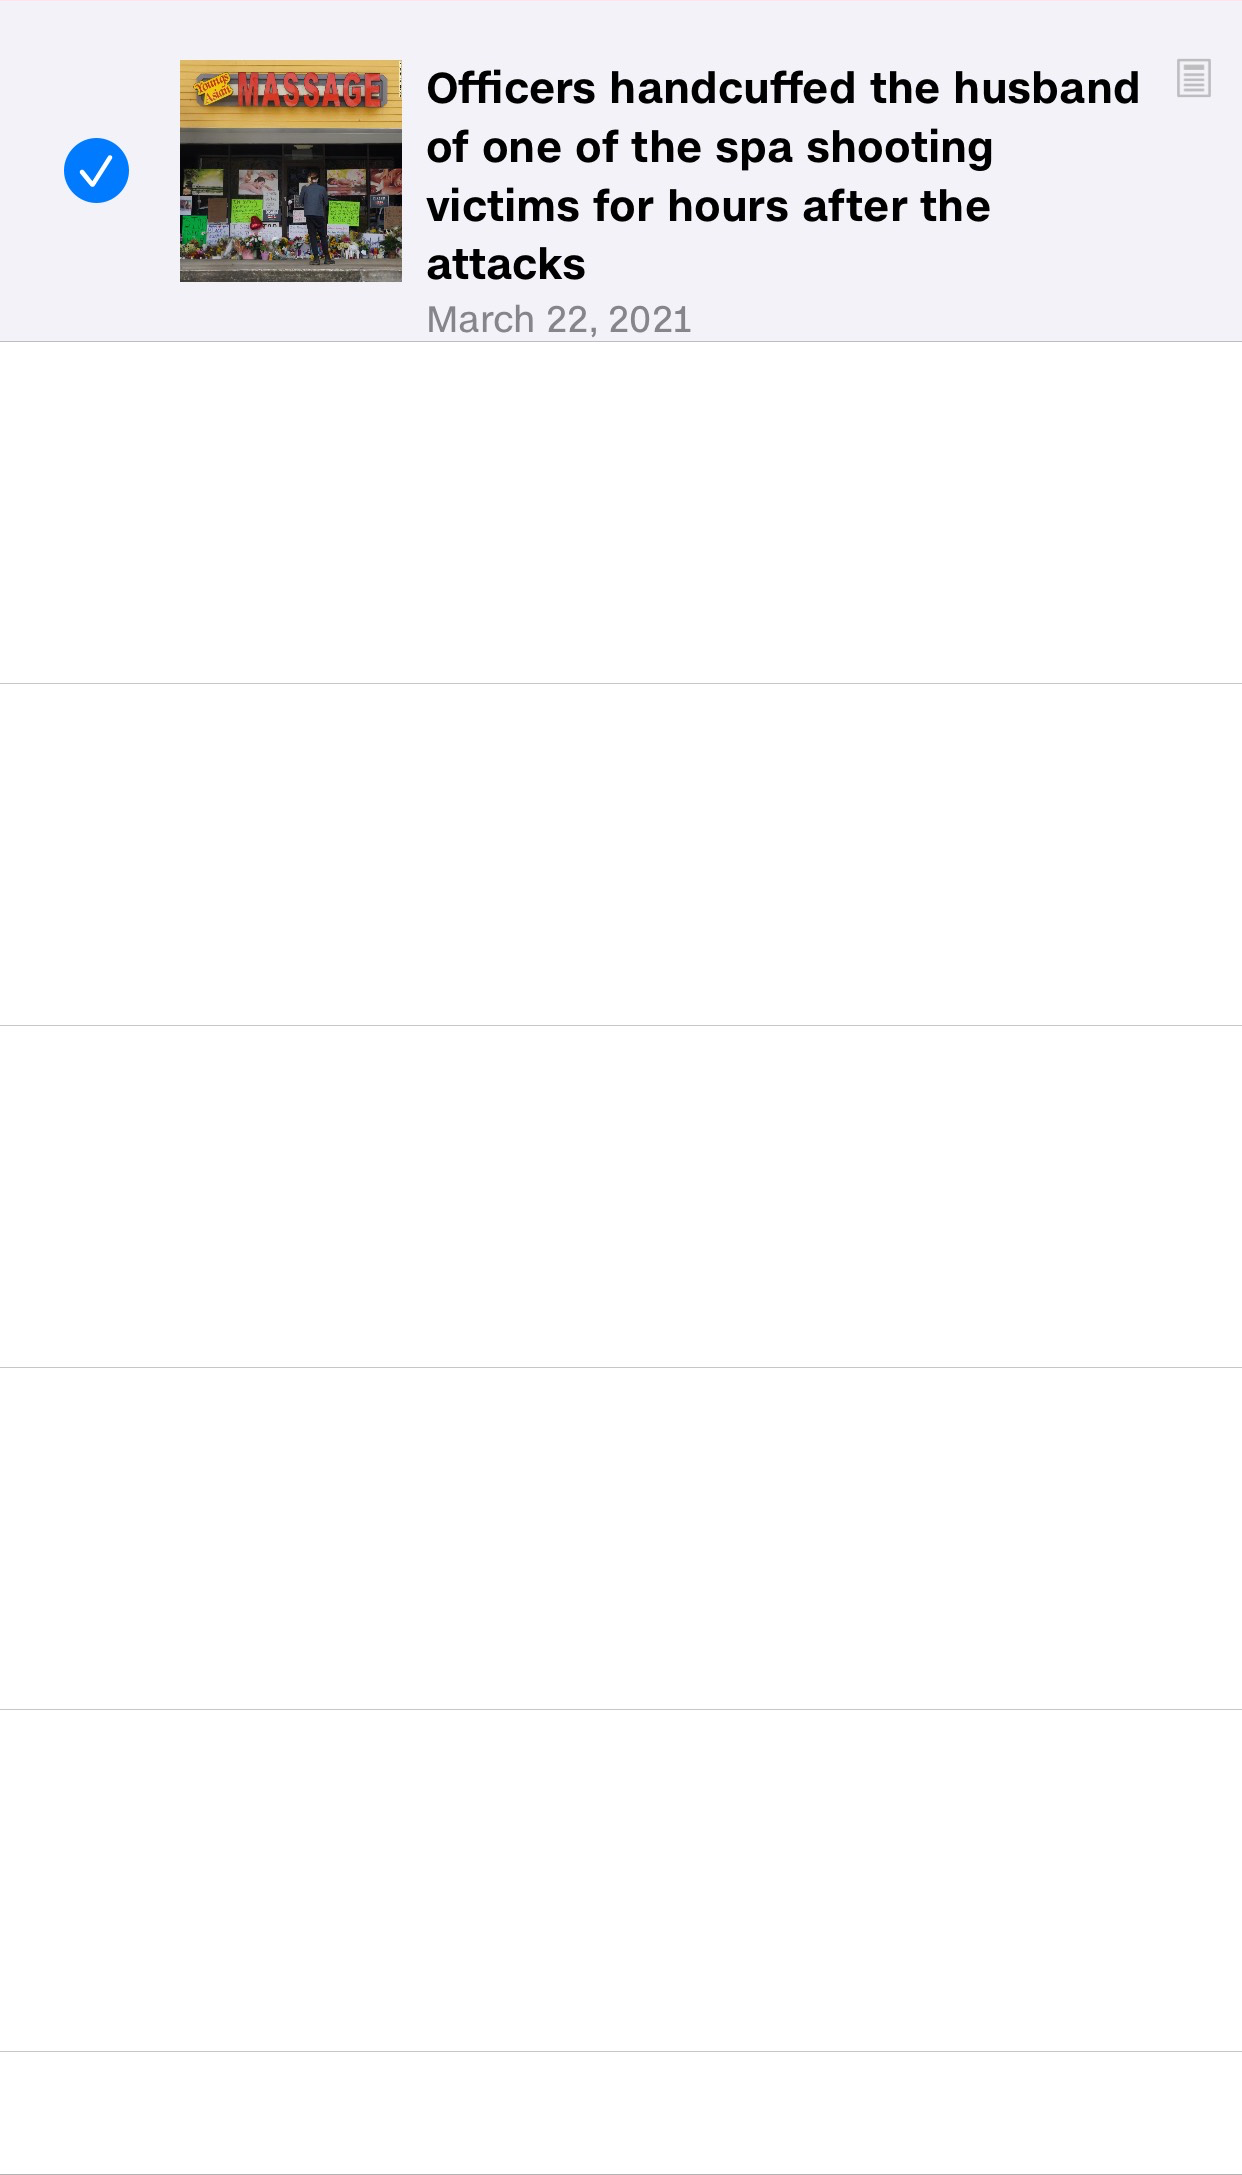 Young's
Asian
MASSAGE
Officers handcuffed the husband
of one of the spa shooting
victims for hours after the
attacks
March 22, 2021